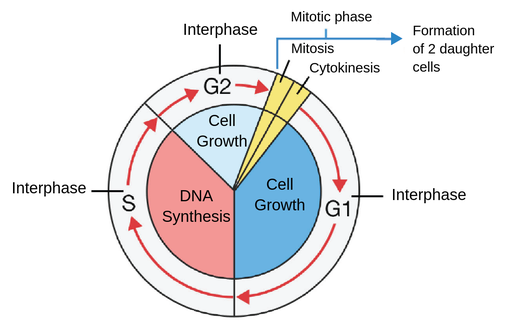 Mitotic phase
Interphase
Formation
of 2 daughter
cells
Mitosis
Cytokinesis
G2
Cell
Growth
Interphase
S
DNA
Synthesis
Cell
Growth
G1
Interphase